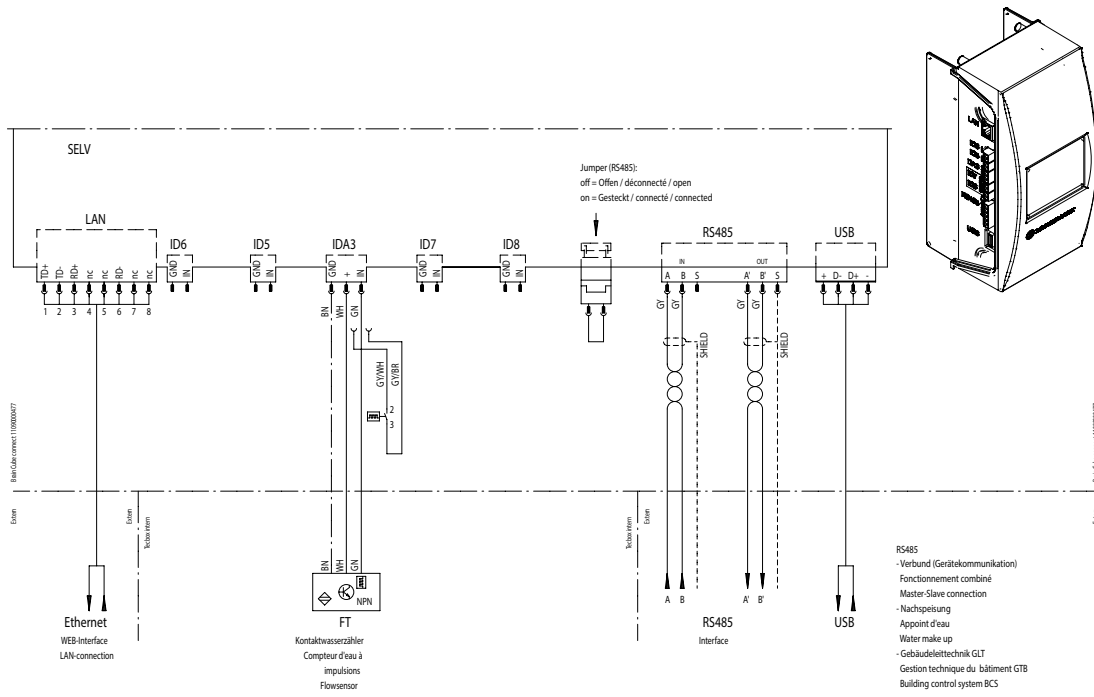 SELV
Jumper (RS485):
off = Offen / déconnecté / open
on = Gesteckt / connecté / connected
LAN
ID6
ID5
IDA3
ID7
ID8
RS485
USB
TD+
TD-
RD+
nc
nc
RD-
nc
nc
GND
IN
GND
IN
GND
+
IN
GND
IN
GND
IN
IN
OUT
A
B
S
A'
B'
S
+
D-
D+
-
1
2
3
4
5
6
7
8
BN
WH
GN
GY
GY
GY
GY
SHIELD
SHIELD
GY/WH
GY/BR
2
3
Extern
Extern
Tecbox intern
Tecbox intern
Extern
BN
WH
GN
NPN
A
B
A'
B'
Ethernet
WEB-Interface
LAN-connection
FT
Kontaktwasserzähler
Compteur d'eau à
impulsions
Flowsensor
RS485
Interface
USB
RS485
- Verbund (Gerätekommunikation)
Fonctionnement combiné
Master-Slave connection
- Nachspeisung
Appoint d'eau
Water make up
- Gebäudeleittechnik GLT
Gestion technique du bâtiment GTB
Building control system BCS
LAN
USB